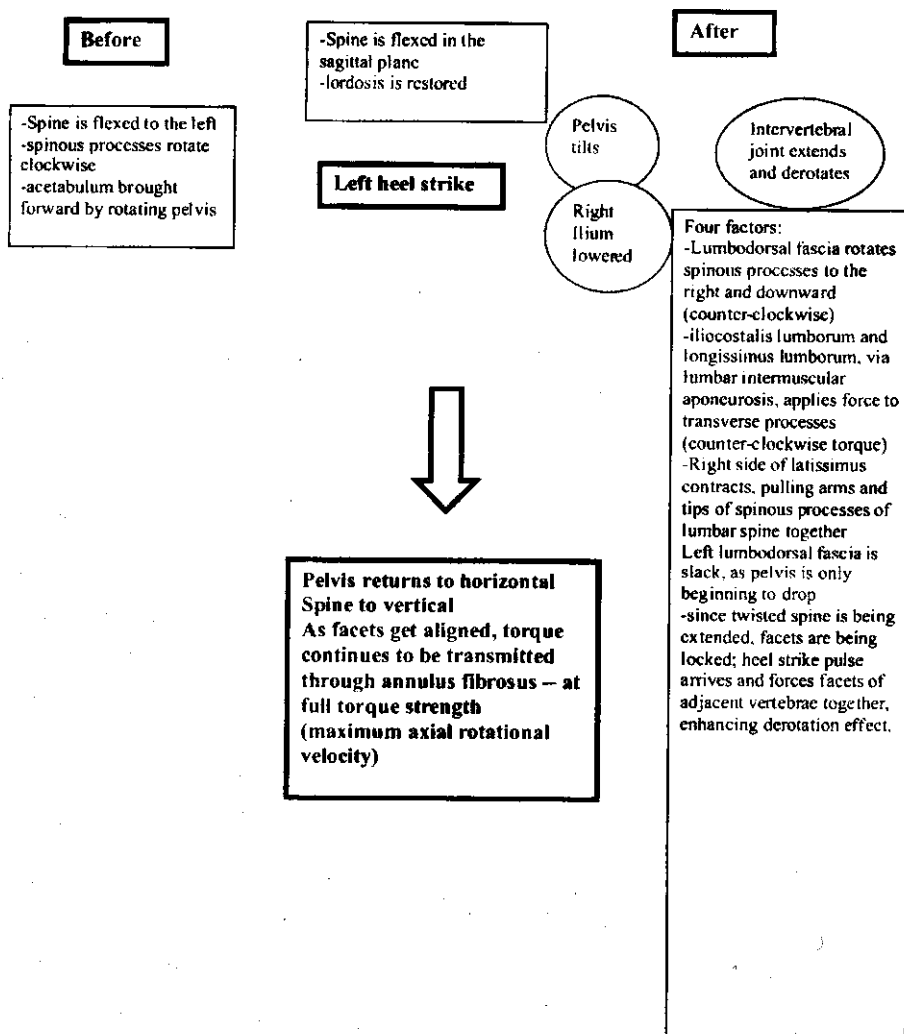 Before
-Spine is flexed in the
sagittal plane
-lordosis is restored
After
-Spine is flexed to the left
-spinous processes rotate
clockwise
-acetabulum brought
forward by rotating pelvis
Left heel strike
Pelvis
tilts
Right
Ilium
lowered
Intervertebral
joint extends
and derotates
Four factors:
-Lumbodorsal fascia rotates
spinous processes to the
right and downward
(counter-clockwise)
-iliocostalis lumborum and
longissimus lumborum, via
lumbar intermuscular
aponeurosis, applies force to
transverse processes
(counter-clockwise torque)
-Right side of latissimus
contracts, pulling arms and
tips of spinous processes of
lumbar spine together
Left lumbodorsal fascia is
slack, as pelvis is only
beginning to drop
-since twisted spine is being
extended, facets are being
locked; heel strike pulse
arrives and forces facets of
adjacent vertebrae together,
enhancing derotation effect.
Pelvis returns to horizontal
Spine to vertical
As facets get aligned, torque
continues to be transmitted
through annulus fibrosus – at
full torque strength
(maximum axial rotational
velocity)